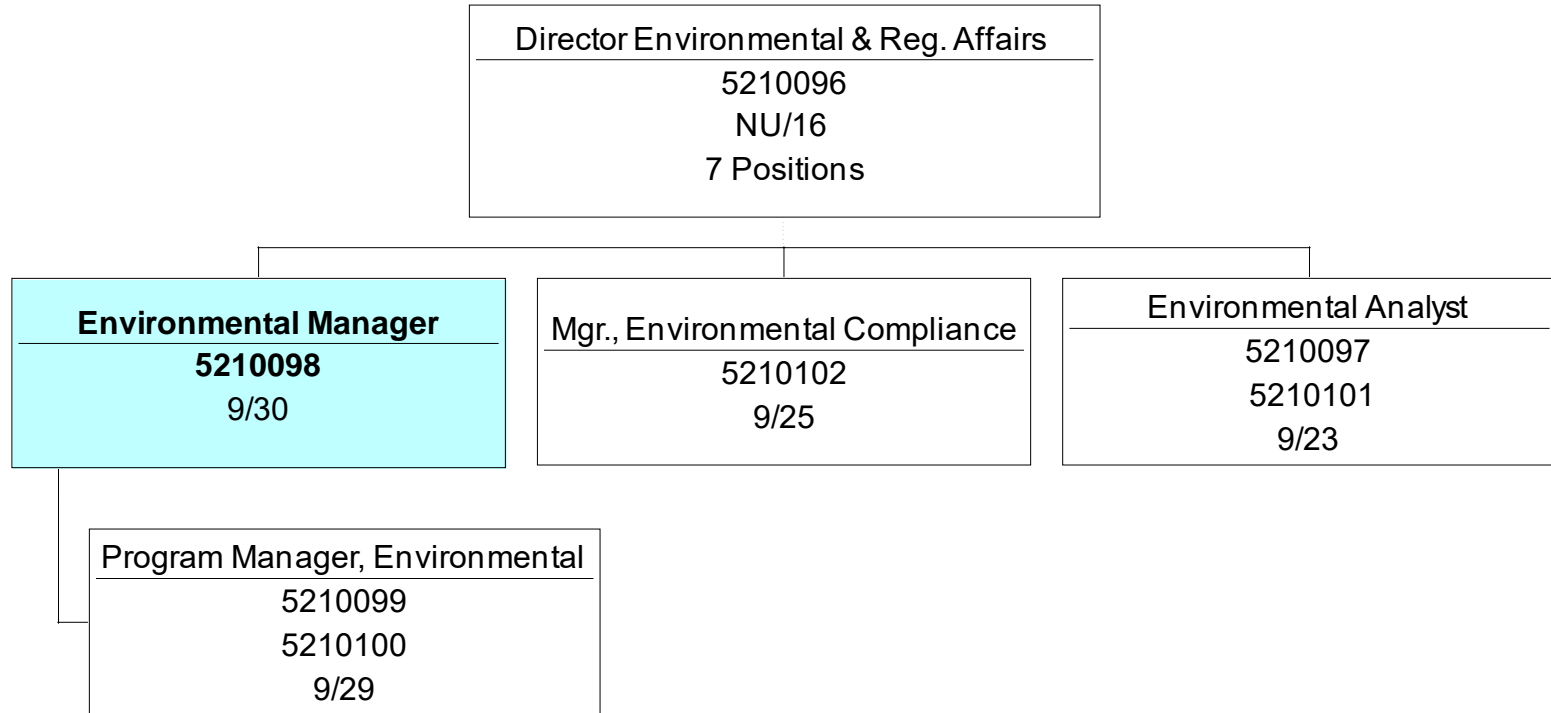 Director Environmental & Reg. Affairs
5210096
NU/16
7 Positions
Environmental Manager
5210098
9/30
Mgr., Environmental Compliance
5210102
9/25
Environmental Analyst
5210097
5210101
9/23
Program Manager, Environmental
5210099
5210100
9/29